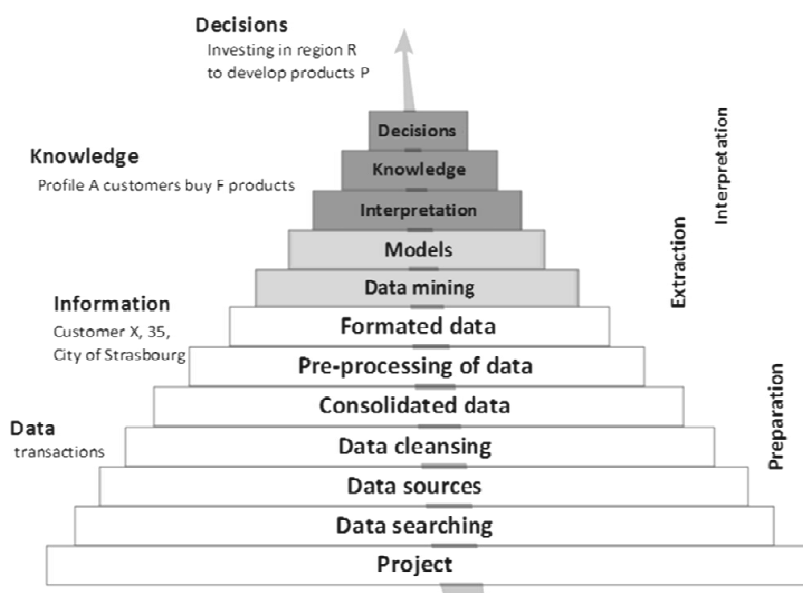 Decisions
Investing in region R
to develop products P
Decisions
Knowledge
Profile A customers buy F products
Knowledge
Interpretation
Models
Data mining
Information
Customer X, 35,
City of Strasbourg
Formated data
Pre-processing of data
Consolidated data
Data
transactions
Data cleansing
Data sources
Data searching
Project
Interpretation
Extraction
Preparation